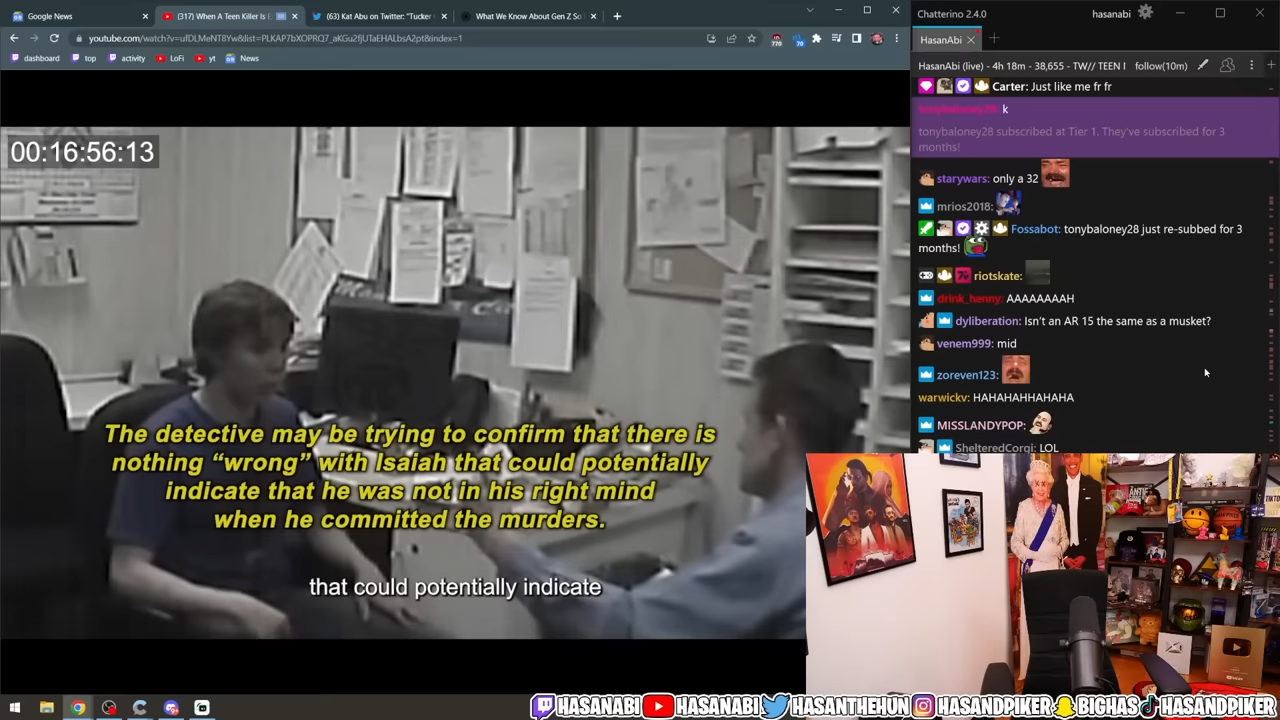 Google News
(317) When A Teen Killer Is
(63) Kat Abu on Twitter: "Tucker
What We Know About Gen Z So
youtube.com/watch?v=ufDLMeNT8Yw&list=PLKAP7bXOPRQ7_aKGu2fjUTaEHALbsA2pt&index=1
770
70
dashboard
top
activity
LoFi
yt
News
00:16:56:13
The detective may be trying to confirm that there is
nothing “wrong” with Isaiah that could potentially
indicate that he was not in his right mind
when he committed the murders.
that could potentially indicate
Chatterino 2.4.0
hasanabi
HasanAbi
HasanAbi (live) - 4h 18m - 38,655 - TW// TEEN
follow(10m)
Carter: Just like me fr fr
tonybaloney28: k
tonybaloney28 subscribed at Tier 1. They've subscribed for 3
months!
starywars: only a 32
mrios2018:
Fossabot: tonybaloney28 just re-subbed for 3
months!
riotskate:
drink_henny: AAAAAAAAH
dyliberation: Isn't an AR 15 the same as a musket?
venem999: mid
zoreven123:
warwickv: HAHAHAHHAHAHA
MISSLANDYPOP:
ShelteredCorgi: LOL
HASANABI
HASANABI
HASANTHEHUN
HASANDPIKER
BIGHAS
HASANDPIKER